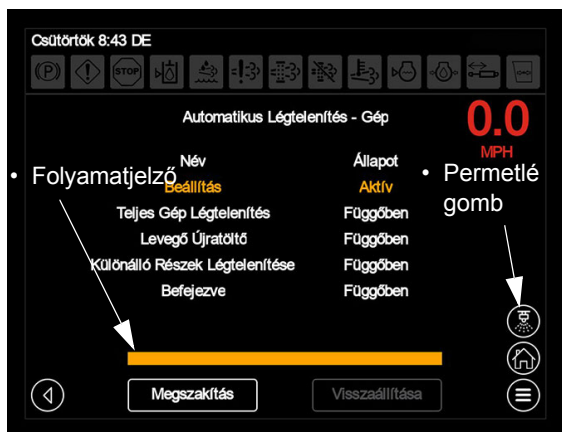 Csütörtök 8:43 DE
(P) STOP
Automatikus Légtelenítés - Gép
0.0
MPH
Név Állapot
Beállítás Aktív
Teljes Gép Légtelenítés Függőben
Levegő Újratöltő Függőben
Különálló Részek Légtelenítése Függőben
Befejezve Függőben
• Folyamatjelző
• Permetlé
gomb
Megszakítás Visszaállítása